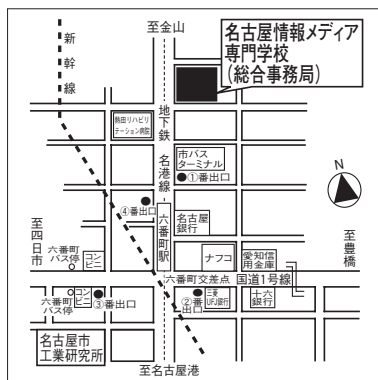 至金山
名古屋情報メディア
専門学校
(総合事務局)
新幹線
地下鉄 名港線
熱田リハビリ
テーション病院
市バス
ターミナル
①番出口
④番出口
六番町駅
名古屋
銀行
N
至四日市
至豊橋
六番町
バス停
コンビニ
ナフコ
愛知信
用金庫
六番町交差点
国道1号線
六番町
バス停
コンビニ
③番出口
②番
出口
三菱
UFJ銀行
十六
銀行
名古屋市
工業研究所
至名古屋港